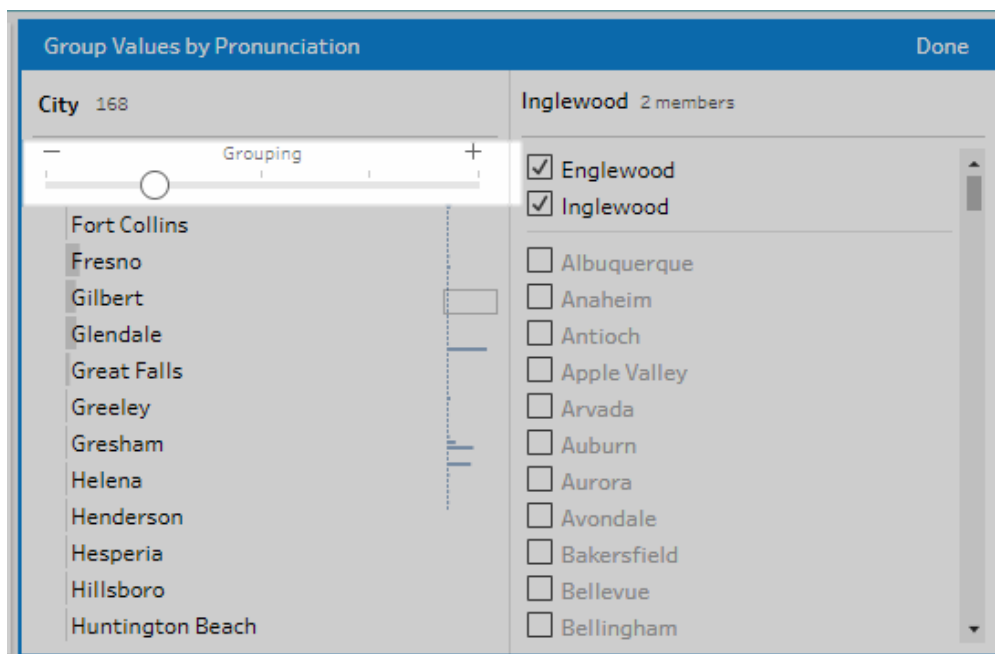 Group Values by Pronunciation Done
City 168
− Grouping +
Fort Collins
Fresno
Gilbert
Glendale
Great Falls
Greeley
Gresham
Helena
Henderson
Hesperia
Hillsboro
Huntington Beach
Inglewood 2 members
Englewood
Inglewood
Albuquerque
Anaheim
Antioch
Apple Valley
Arvada
Auburn
Aurora
Avondale
Bakersfield
Bellevue
Bellingham